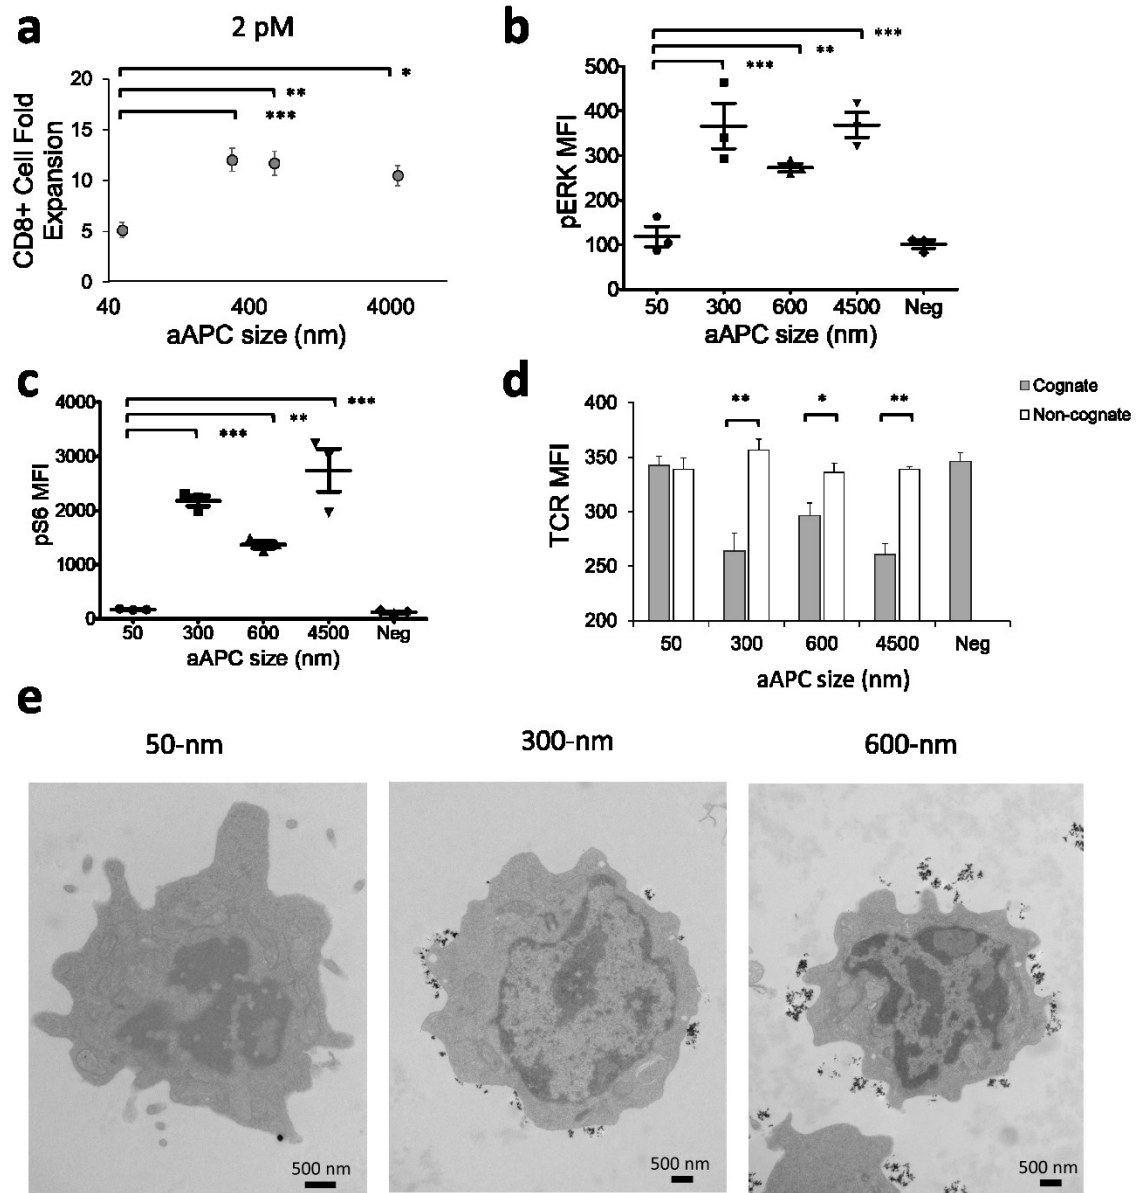 a
2 pM
CD8+ Cell Fold
Expansion
20
15
10
5
0
40
400
4000
aAPC size (nm)
*
**
***
b
pERK MFI
500
400
300
200
100
0
50
300
600
4500
Neg
aAPC size (nm)
***
**
***
c
pS6 MFI
4000
3000
2000
1000
0
50
300
600
4500
Neg
aAPC size (nm)
***
**
***
d
TCR MFI
400
350
300
250
200
50
300
600
4500
Neg
aAPC size (nm)
**
*
**
Cognate
Non-cognate
e
50-nm
300-nm
600-nm
500 nm
500 nm
500 nm